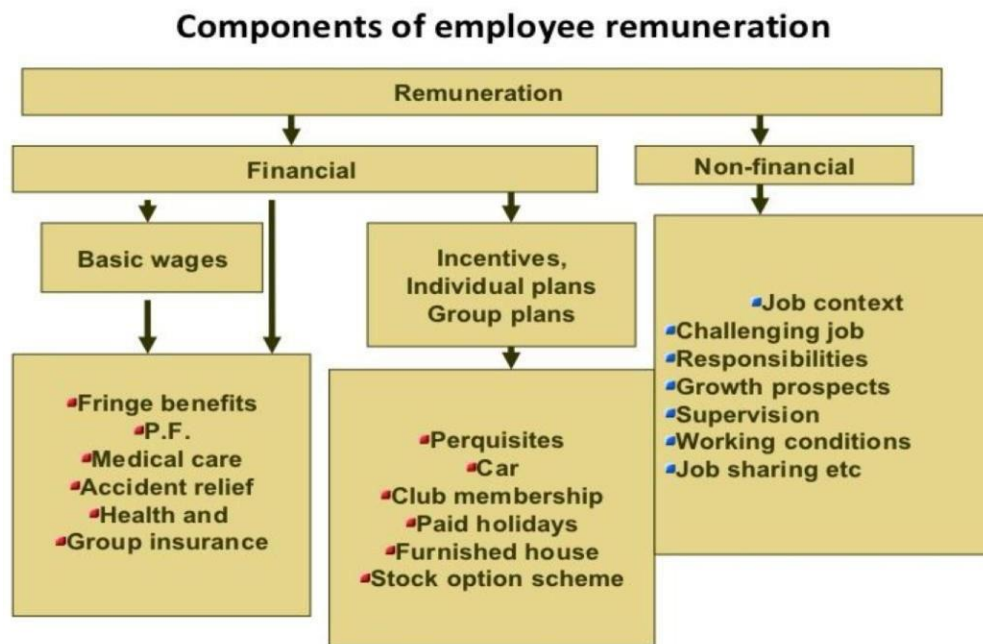 Components of employee remuneration
Remuneration
Financial
Non-financial
Basic wages
Incentives,
Individual plans
Group plans
Fringe benefits
P.F.
Medical care
Accident relief
Health and
Group insurance
Perquisites
Car
Club membership
Paid holidays
Furnished house
Stock option scheme
Job context
Challenging job
Responsibilities
Growth prospects
Supervision
Working conditions
Job sharing etc